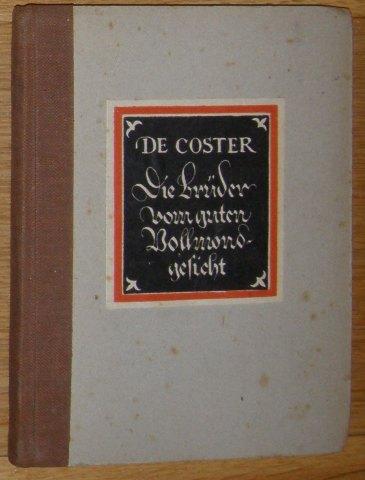 DE COSTER
Die Brüder
vom guten
Vollmond-
gesicht